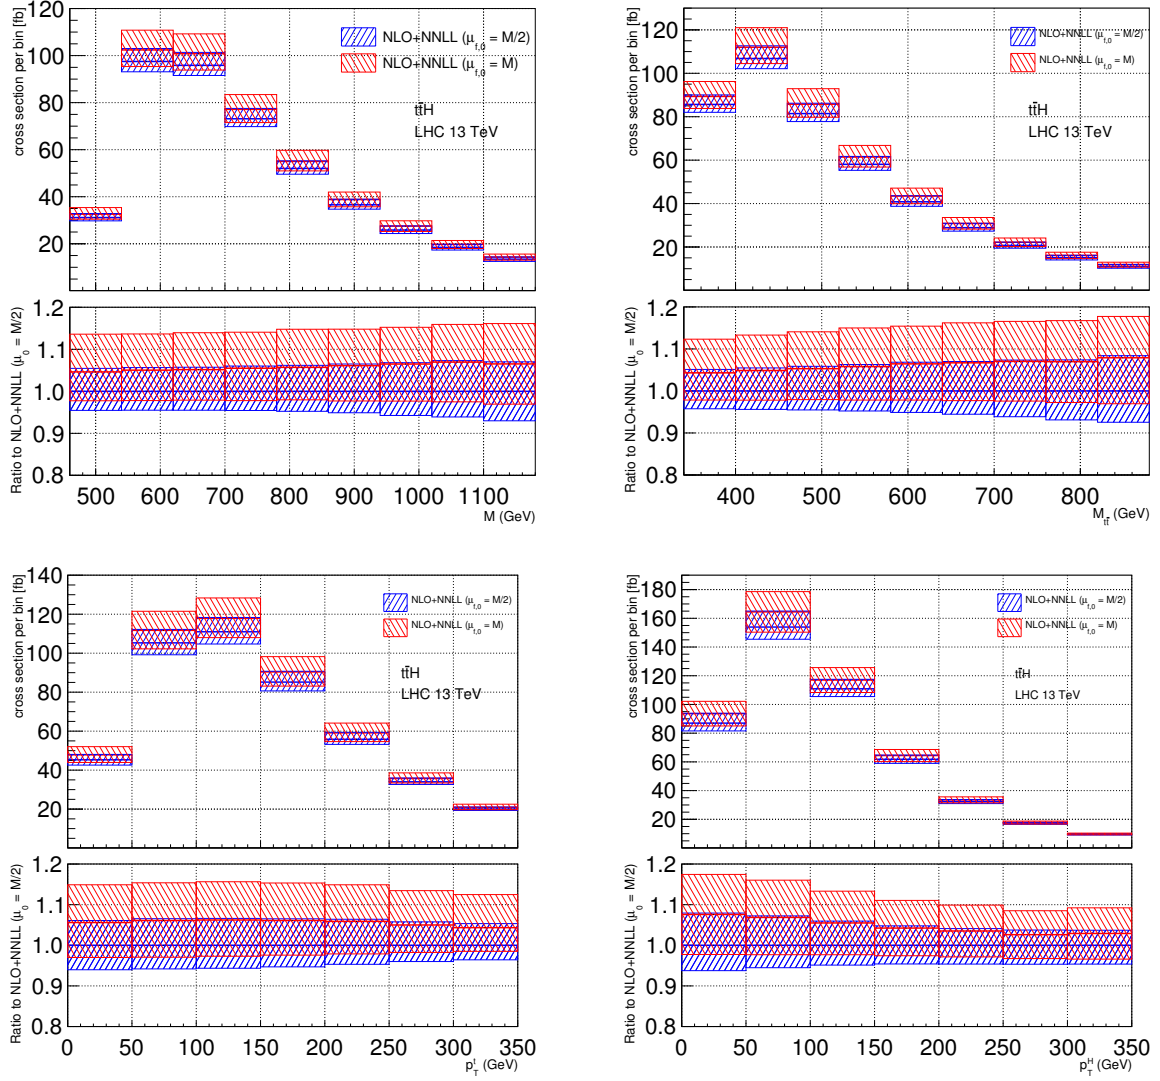 cross section per bin [fb]
120
100
80
60
40
20
NLO+NNLL (μf,0 = M/2)
NLO+NNLL (μf,0 = M)
tt̄H
LHC 13 TeV
Ratio to NLO+NNLL (μ0 = M/2)
1.2
1.1
1.0
0.9
0.8
500 600 700 800 900 1000 1100
M (GeV)
cross section per bin [fb]
120
100
80
60
40
20
NLO+NNLL (μf,0 = M/2)
NLO+NNLL (μf,0 = M)
tt̄H
LHC 13 TeV
Ratio to NLO+NNLL (μ0 = M/2)
1.2
1.1
1.0
0.9
0.8
400 500 600 700 800
Mtt̄ (GeV)
cross section per bin [fb]
140
120
100
80
60
40
20
NLO+NNLL (μf,0 = M/2)
NLO+NNLL (μf,0 = M)
tt̄H
LHC 13 TeV
Ratio to NLO+NNLL (μ0 = M/2)
1.2
1.1
1.0
0.9
0.8
0 50 100 150 200 250 300 350
pTt (GeV)
cross section per bin [fb]
180
160
140
120
100
80
60
40
20
NLO+NNLL (μf,0 = M/2)
NLO+NNLL (μf,0 = M)
tt̄H
LHC 13 TeV
Ratio to NLO+NNLL (μ0 = M/2)
1.2
1.1
1.0
0.9
0.8
0 50 100 150 200 250 300 350
pTH (GeV)